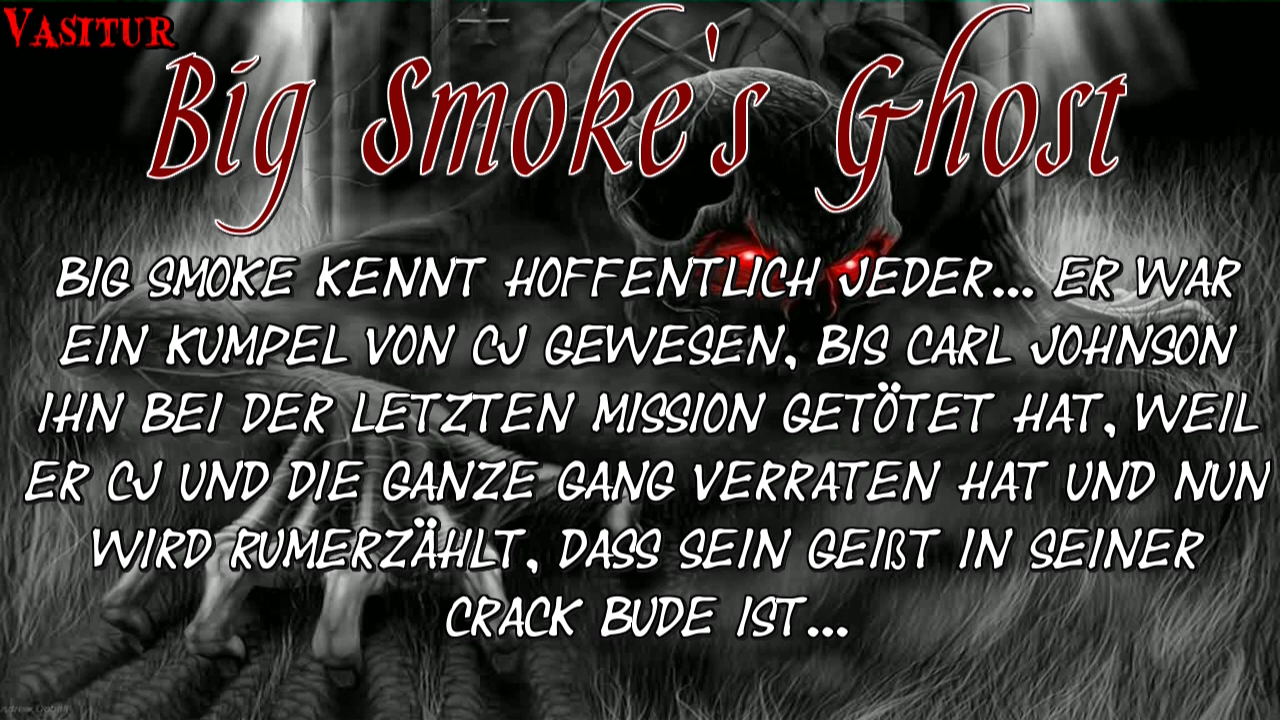 VASITUR
Big Smoke's Ghost
BIG SMOKE KENNT HOFFENTLICH JEDER... ER WAR
EIN KUMPEL VON CJ GEWESEN, BIS CARL JOHNSON
IHN BEI DER LETZTEN MISSION GETÖTET HAT, WEIL
ER CJ UND DIE GANZE GANG VERRATEN HAT UND NUN
WIRD RUMERZÄHLT, DASS SEIN GEIßT IN SEINER
CRACK BUDE IST...